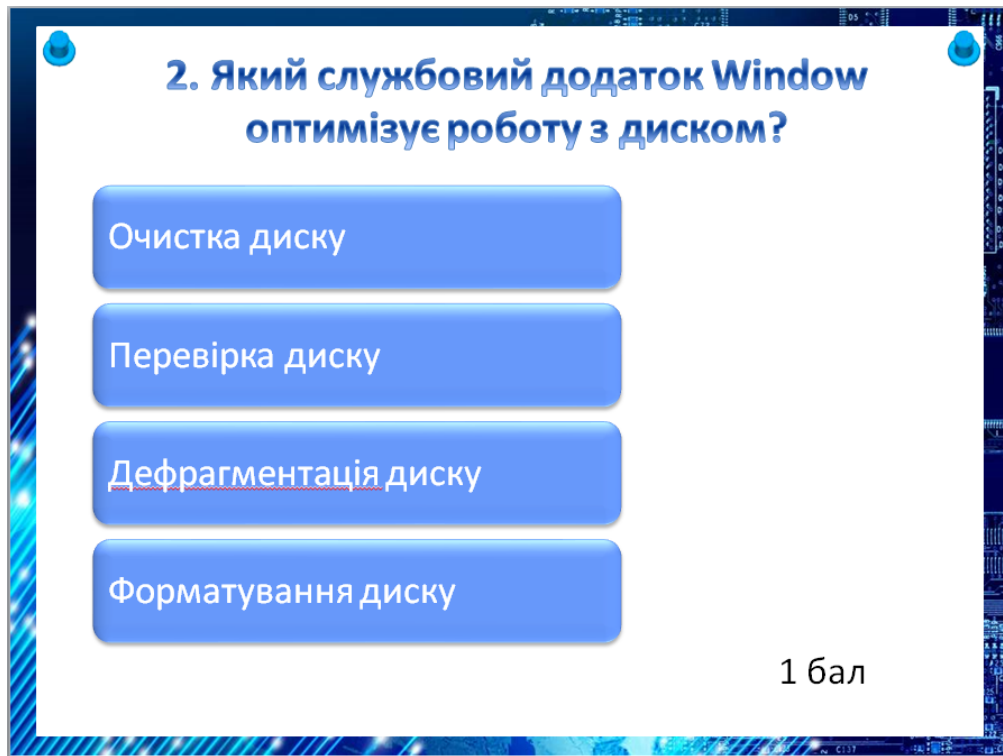 2. Який службовий додаток Window
оптимізує роботу з диском?
Очистка диску
Перевірка диску
Дефрагментація диску
Форматування диску
1 бал